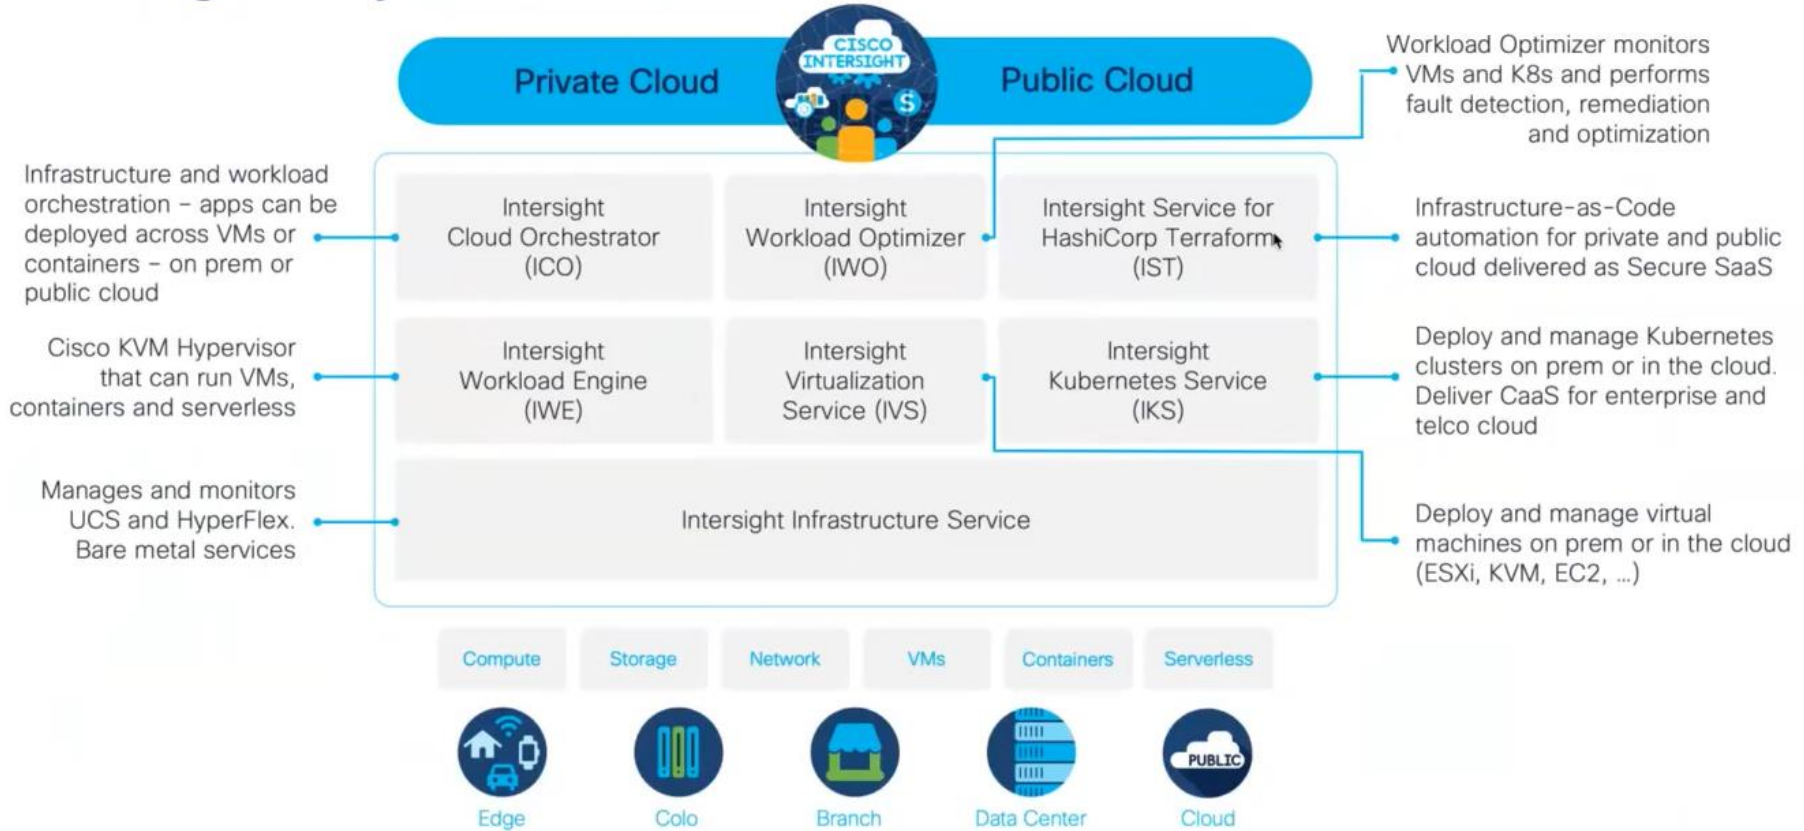 CISCO
INTERSIGHT
Private Cloud
Public Cloud
Workload Optimizer monitors
VMs and K8s and performs
fault detection, remediation
and optimization
Infrastructure and workload
orchestration – apps can be
deployed across VMs or
containers – on prem or
public cloud
Intersight
Cloud Orchestrator
(ICO)
Intersight
Workload Optimizer
(IWO)
Intersight Service for
HashiCorp Terraform
(IST)
Infrastructure-as-Code
automation for private and public
cloud delivered as Secure SaaS
Cisco KVM Hypervisor
that can run VMs,
containers and serverless
Intersight
Workload Engine
(IWE)
Intersight
Virtualization
Service (IVS)
Intersight
Kubernetes Service
(IKS)
Deploy and manage Kubernetes
clusters on prem or in the cloud.
Deliver CaaS for enterprise and
telco cloud
Manages and monitors
UCS and HyperFlex.
Bare metal services
Intersight Infrastructure Service
Deploy and manage virtual
machines on prem or in the cloud
(ESXi, KVM, EC2, ...)
Compute
Storage
Network
VMs
Containers
Serverless
PUBLIC
Edge
Colo
Branch
Data Center
Cloud